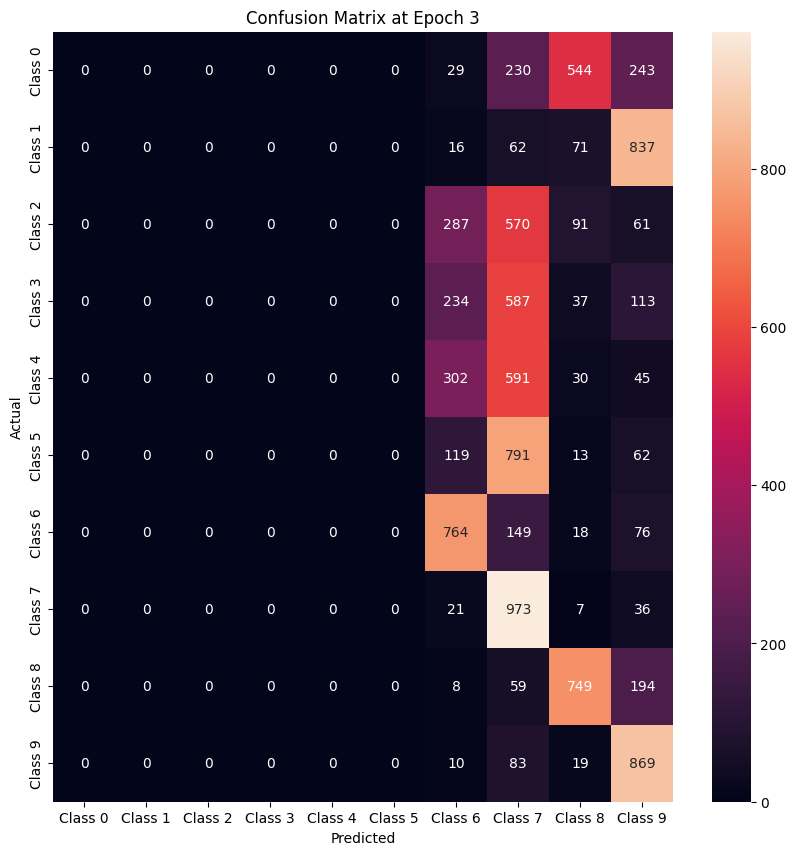 Confusion Matrix at Epoch 3
Class 0 0 0 0 0 0 0 29 230 544 243
Class 1 0 0 0 0 0 0 16 62 71 837
Class 2 0 0 0 0 0 0 287 570 91 61
Class 3 0 0 0 0 0 0 234 587 37 113
Class 4 0 0 0 0 0 0 302 591 30 45
Class 5 0 0 0 0 0 0 119 791 13 62
Class 6 0 0 0 0 0 0 764 149 18 76
Class 7 0 0 0 0 0 0 21 973 7 36
Class 8 0 0 0 0 0 0 8 59 749 194
Class 9 0 0 0 0 0 0 10 83 19 869
Class 0 Class 1 Class 2 Class 3 Class 4 Class 5 Class 6 Class 7 Class 8 Class 9
Predicted
Actual
800
600
400
200
0